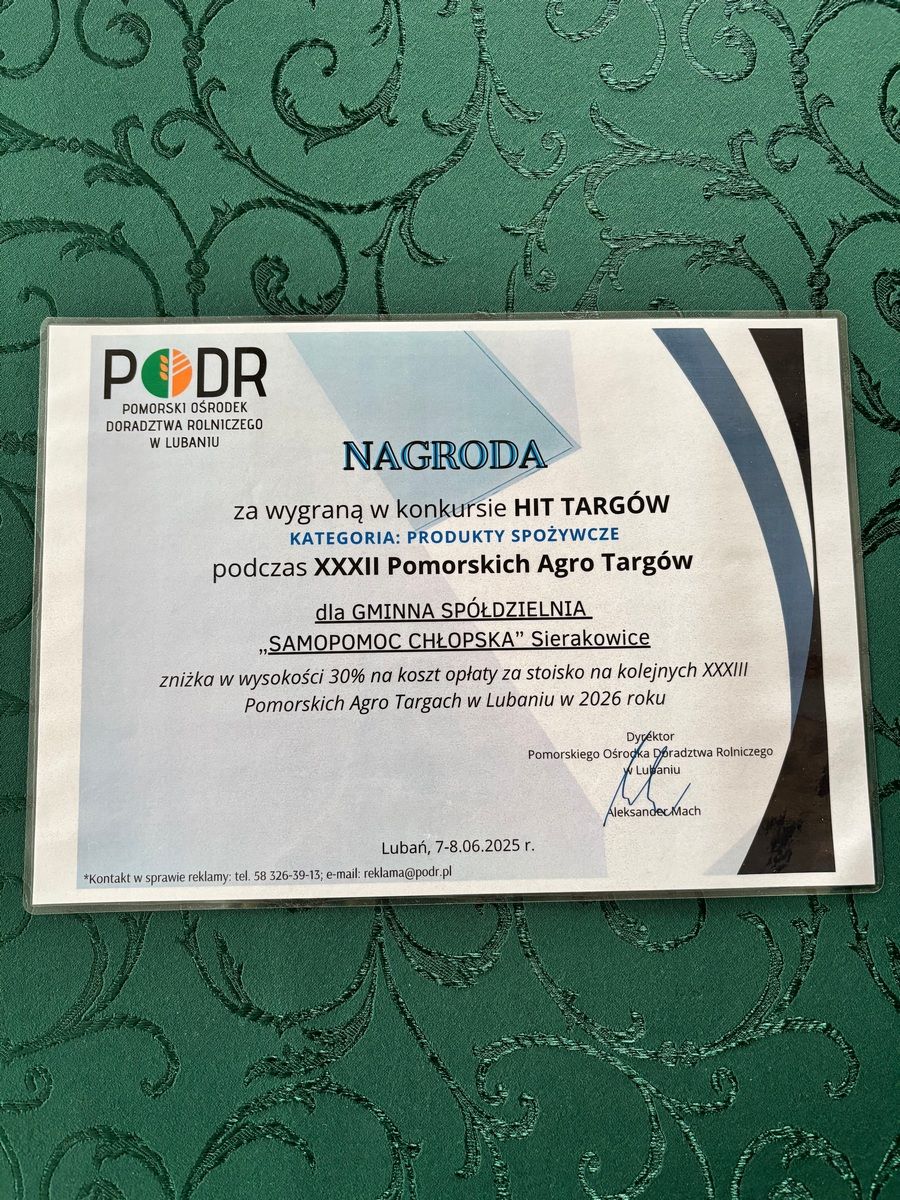 PODR
POMORSKI OŚRODEK
DORADZTWA ROLNICZEGO
W LUBANIU
NAGRODA
za wygraną w konkursie HIT TARGÓW
KATEGORIA: PRODUKTY SPOŻYWCZE
podczas XXXII Pomorskich Agro Targów
dla GMINNA SPÓŁDZIELNIA
„SAMOPOMOC CHŁOPSKA” Sierakowice
zniżka w wysokości 30% na koszt opłaty za stoisko na kolejnych XXXIII
Pomorskich Agro Targach w Lubaniu w 2026 roku
Dyrektor
Pomorskiego Ośrodka Doradztwa Rolniczego
w Lubaniu
Aleksander Mach
Lubań, 7-8.06.2025 r.
*Kontakt w sprawie reklamy: tel. 58 326-39-13; e-mail: reklama@podr.pl